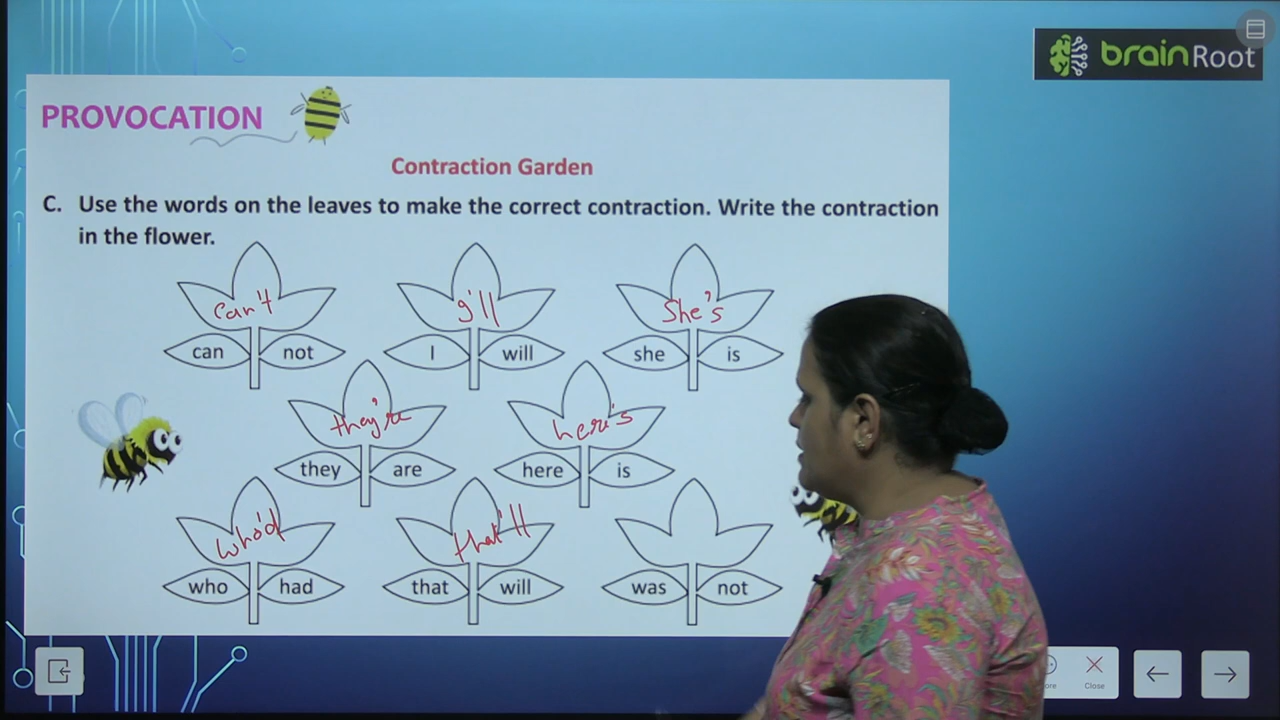 brainRoot
PROVOCATION
Contraction Garden
C. Use the words on the leaves to make the correct contraction. Write the contraction
in the flower.
can't I'll She's
can not I will she is
they're here's
they are here is
who'd that'll
who had that will was not
ore Close